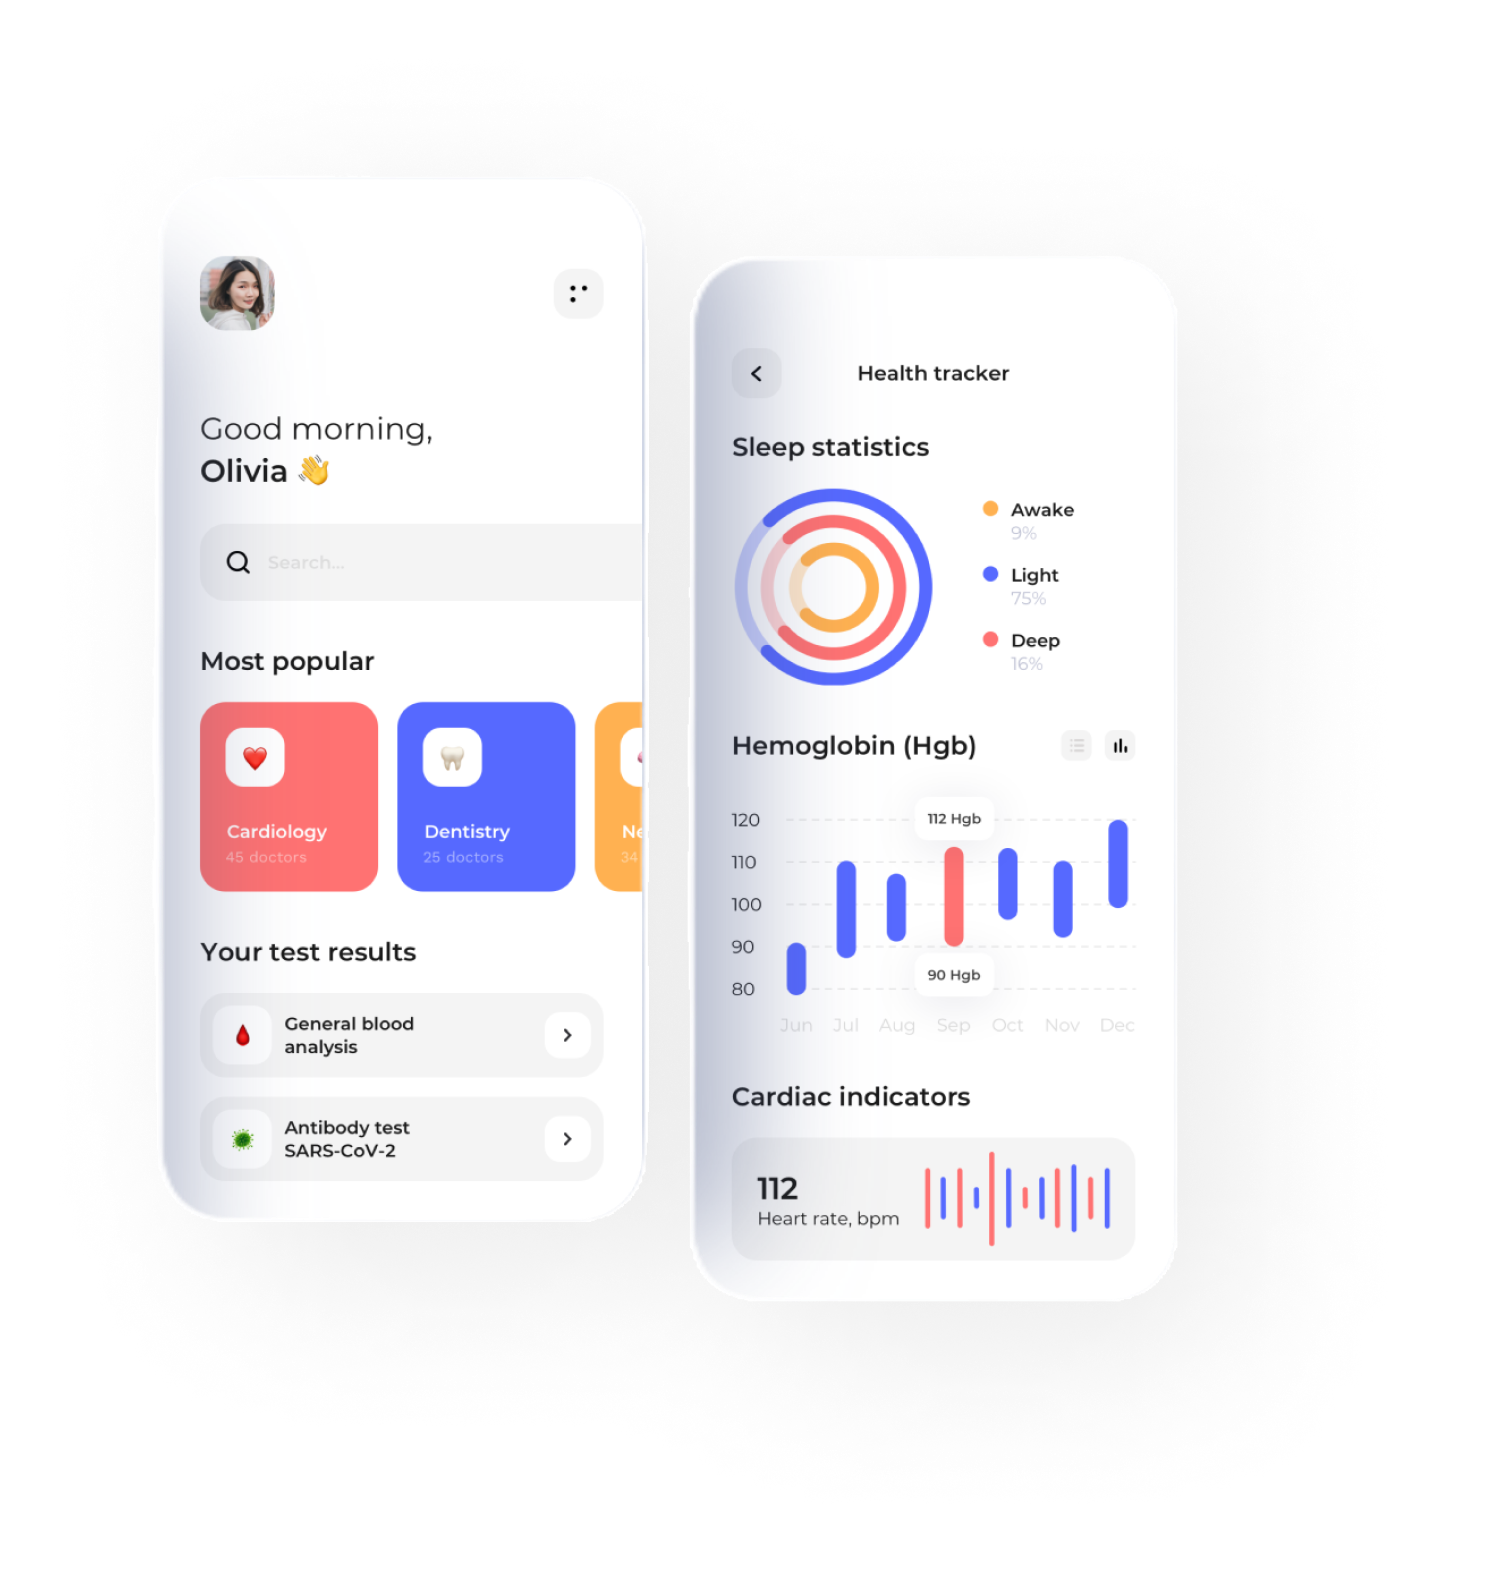 Good morning,
Olivia 👋
Search...
Most popular
Cardiology
45 doctors
Dentistry
25 doctors
Ne
34
Your test results
General blood
analysis
Antibody test
SARS-CoV-2
Health tracker
Sleep statistics
Awake
9%
Light
75%
Deep
16%
Hemoglobin (Hgb)
120
110
100
90
80
112 Hgb
90 Hgb
Jun Jul Aug Sep Oct Nov Dec
Cardiac indicators
112
Heart rate, bpm